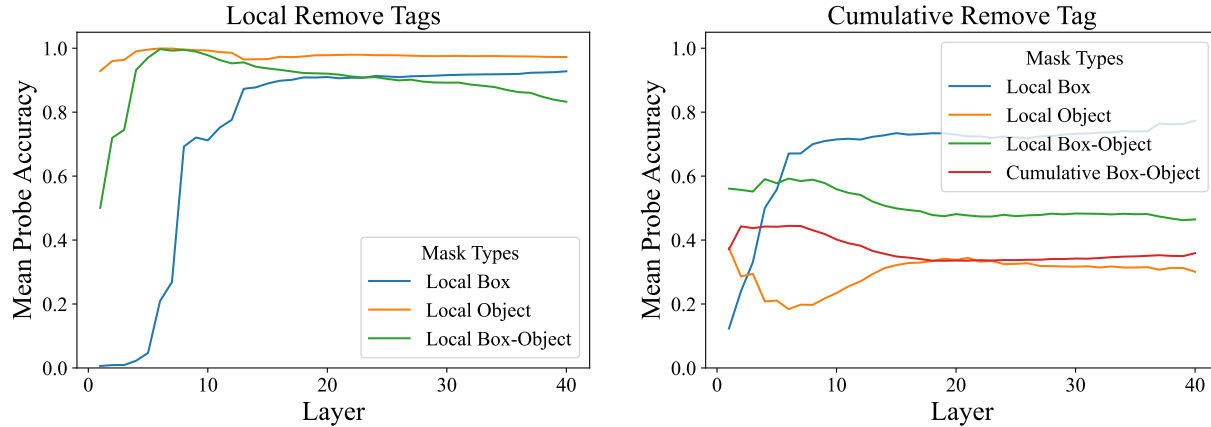 Local Remove Tags
Mean Probe Accuracy
1.0
0.8
0.6
0.4
0.2
0.0
Mask Types
Local Box
Local Object
Local Box-Object
0
10
20
30
40
Layer
Cumulative Remove Tag
Mean Probe Accuracy
1.0
0.8
0.6
0.4
0.2
0.0
Mask Types
Local Box
Local Object
Local Box-Object
Cumulative Box-Object
0
10
20
30
40
Layer